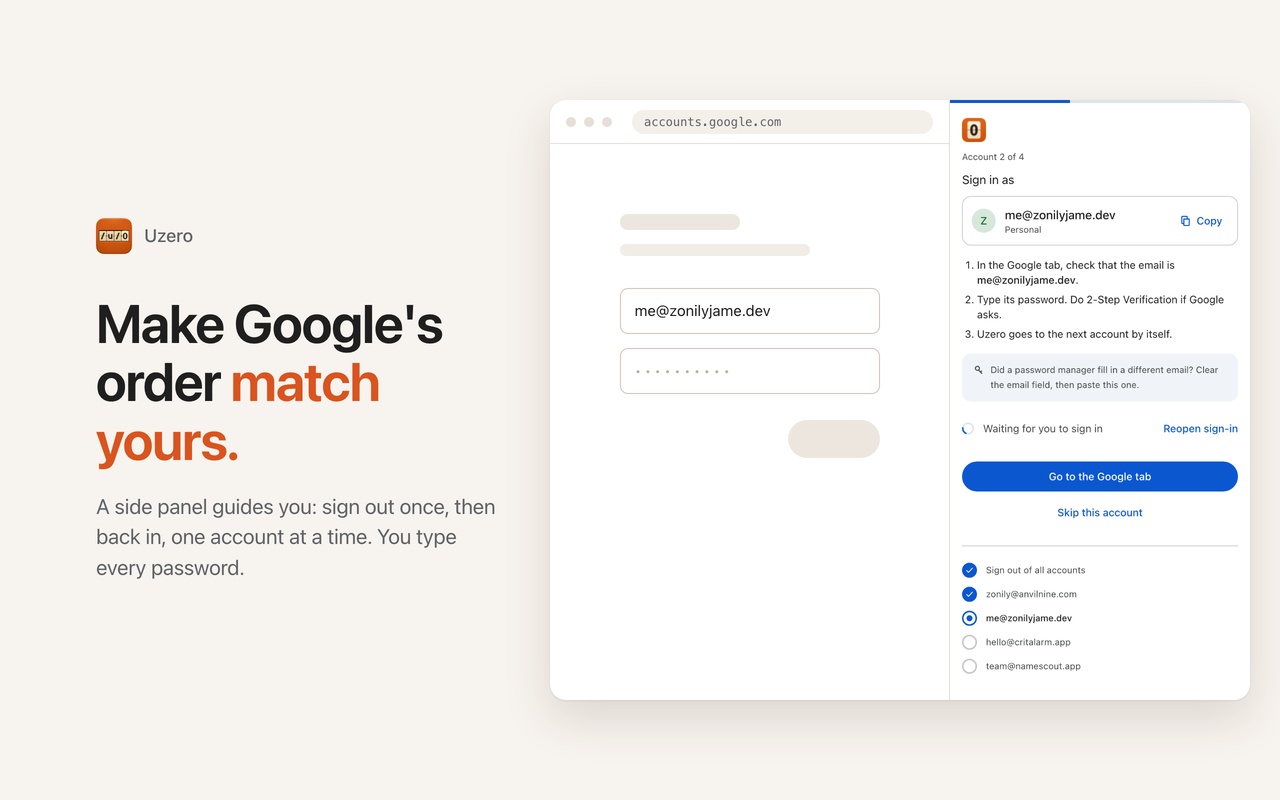 /u/0
Uzero
Make Google's
order match
yours.
A side panel guides you: sign out once, then
back in, one account at a time. You type
every password.
accounts.google.com
me@zonilyjame.dev
0
Account 2 of 4
Sign in as
Z
me@zonilyjame.dev
Personal
Copy
1. In the Google tab, check that the email is
me@zonilyjame.dev.
2. Type its password. Do 2-Step Verification if Google
asks.
3. Uzero goes to the next account by itself.
Did a password manager fill in a different email? Clear
the email field, then paste this one.
Waiting for you to sign in
Reopen sign-in
Go to the Google tab
Skip this account
Sign out of all accounts
zonily@anvilnine.com
me@zonilyjame.dev
hello@critalarm.app
team@namescout.app